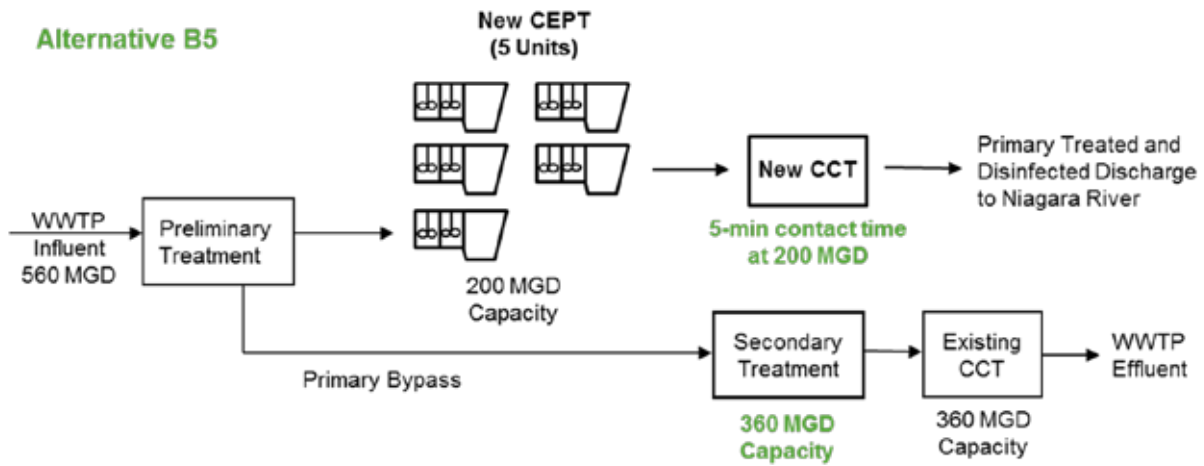 Alternative B5
New CEPT
(5 Units)
WWTP
Influent
560 MGD
Preliminary
Treatment
200 MGD
Capacity
New CCT
5-min contact time
at 200 MGD
Primary Treated and
Disinfected Discharge
to Niagara River
Primary Bypass
Secondary
Treatment
360 MGD
Capacity
Existing
CCT
360 MGD
Capacity
WWTP
Effluent